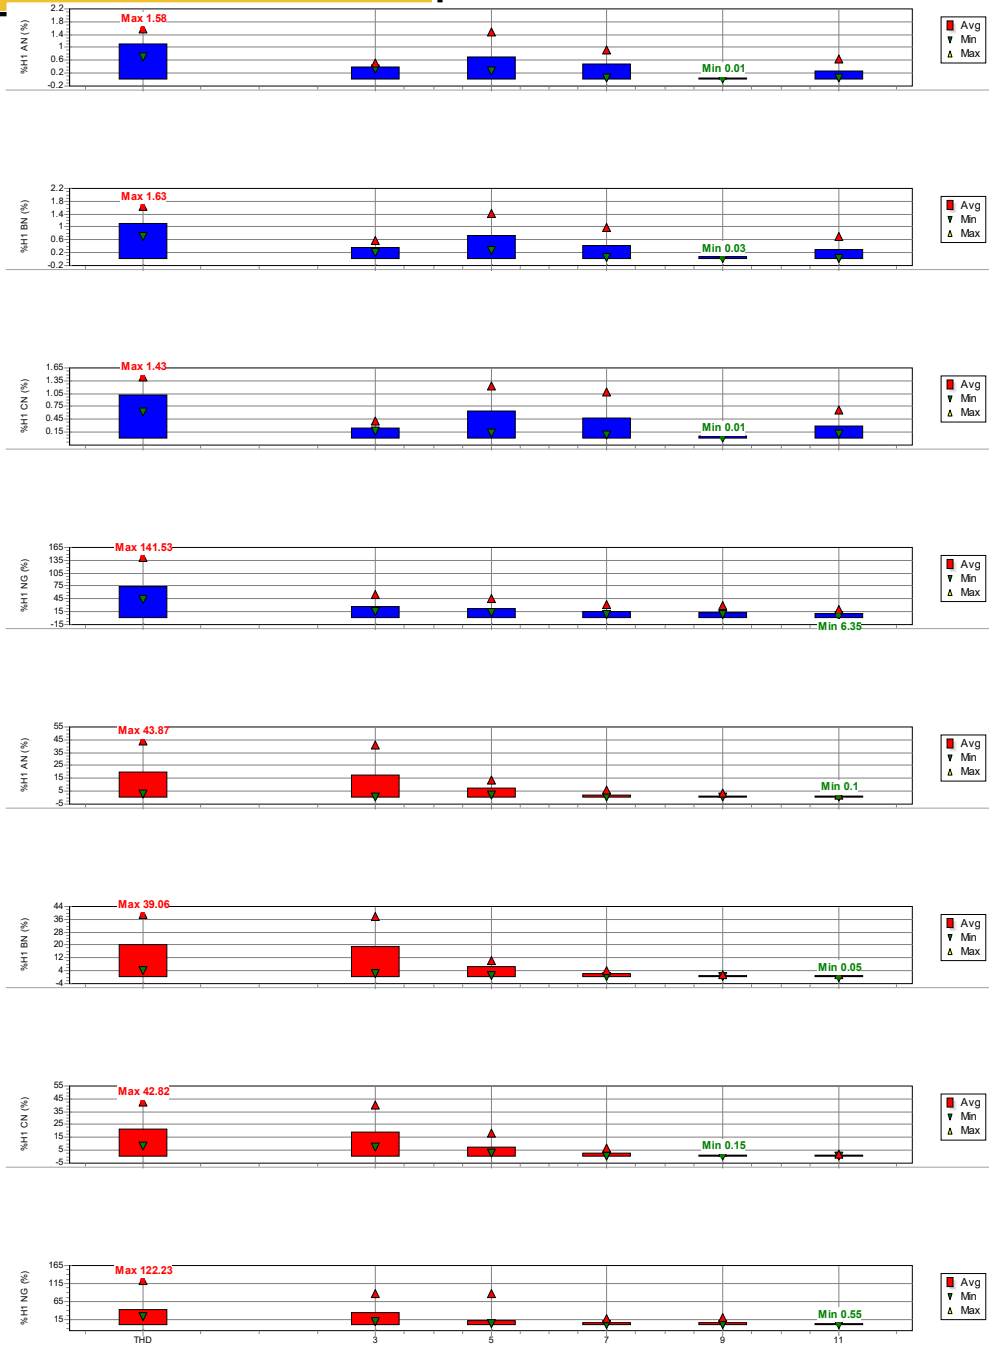 Max 1.58
2.2
1.8
1.4
1
0.6
0.2
-0.2
%H1 AN (%)
Min 0.01
Avg
Min
Max
Max 1.63
2.2
1.8
1.4
1
0.6
0.2
-0.2
%H1 BN (%)
Min 0.03
Avg
Min
Max
Max 1.43
1.65
1.35
1.05
0.75
0.45
0.15
%H1 CN (%)
Min 0.01
Avg
Min
Max
Max 141.53
165
135
105
75
45
15
-15
%H1 NG (%)
Min 6.35
Avg
Min
Max
Max 43.87
55
45
35
25
15
5
-5
%H1 AN (%)
Min 0.1
Avg
Min
Max
Max 39.06
44
36
28
20
12
4
-4
%H1 BN (%)
Min 0.05
Avg
Min
Max
Max 42.82
55
45
35
25
15
5
-5
%H1 CN (%)
Min 0.15
Avg
Min
Max
Max 122.23
165
115
65
15
%H1 NG (%)
Min 0.55
Avg
Min
Max
THD 3 5 7 9 11